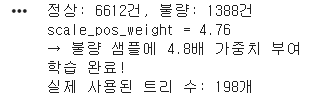 정상: 6612건, 불량: 1388건
scale_pos_weight = 4.76
→ 불량 샘플에 4.8배 가중치 부여
학습 완료!
실제 사용된 트리 수: 198개